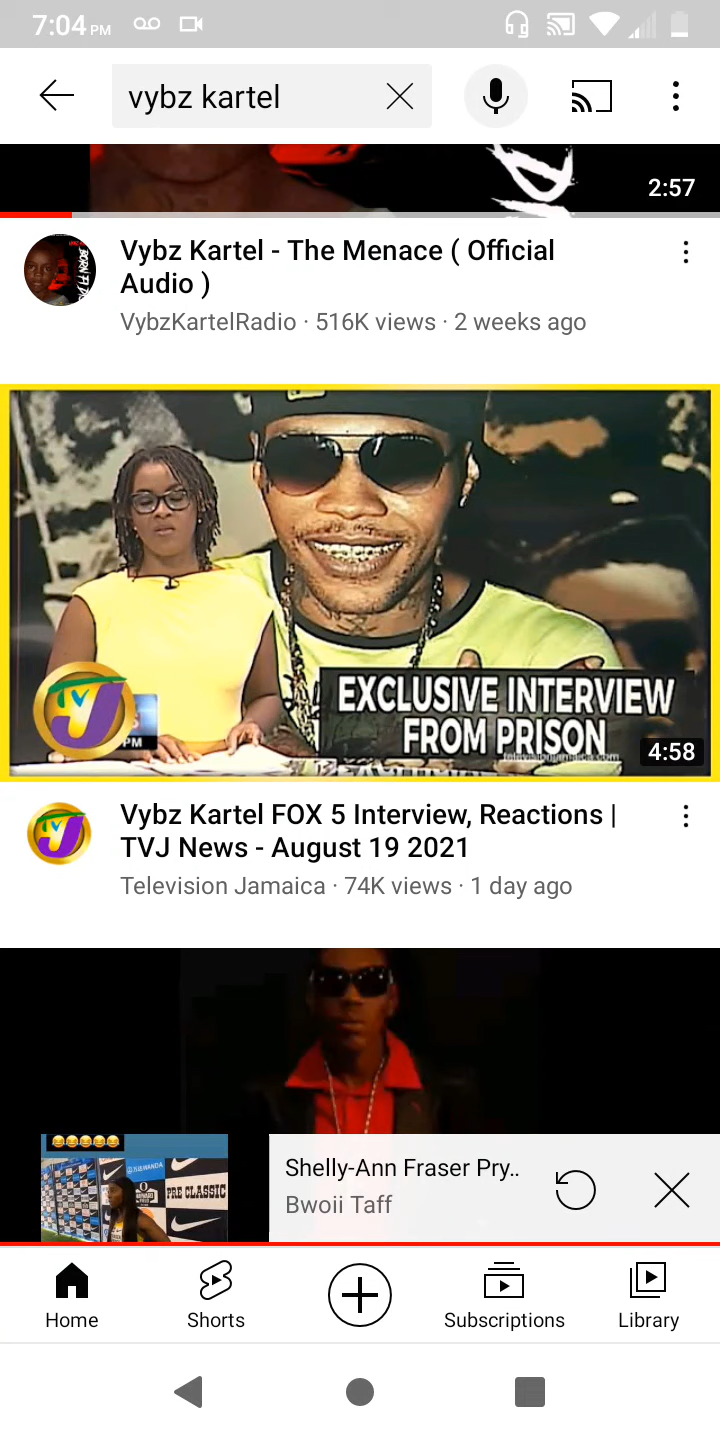 7:04 PM
vybz kartel
2:57
Vybz Kartel - The Menace ( Official
Audio )
VybzKartelRadio · 516K views · 2 weeks ago
TVJ
PM
EXCLUSIVE INTERVIEW
FROM PRISON
4:58
Vybz Kartel FOX 5 Interview, Reactions |
TVJ News - August 19 2021
Television Jamaica · 74K views · 1 day ago
PRE CLASSIC
Shelly-Ann Fraser Pry..
Bwoii Taff
Home
Shorts
Subscriptions
Library